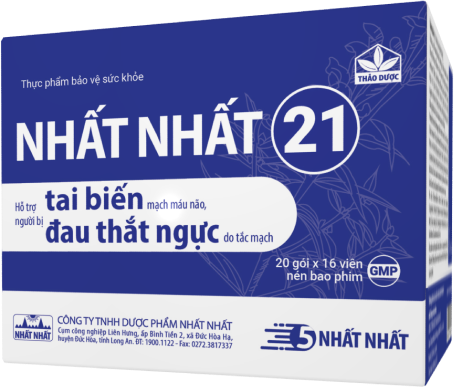 THẢO DƯỢC
Thực phẩm bảo vệ sức khỏe
NHẤT NHẤT 21
Hỗ trợ người bị tai biến mạch máu não,
đau thắt ngực do tắc mạch
20 gói x 16 viên
nén bao phim
GMP
NHẤT NHẤT
CÔNG TY TNHH DƯỢC PHẨM NHẤT NHẤT
Cụm công nghiệp Liên Hưng, ấp Bình Tiền 2, xã Đức Hòa Hạ,
huyện Đức Hòa, tỉnh Long An. ĐT: 1900.1122 - Fax: 0272.3817337
5 NHẤT NHẤT